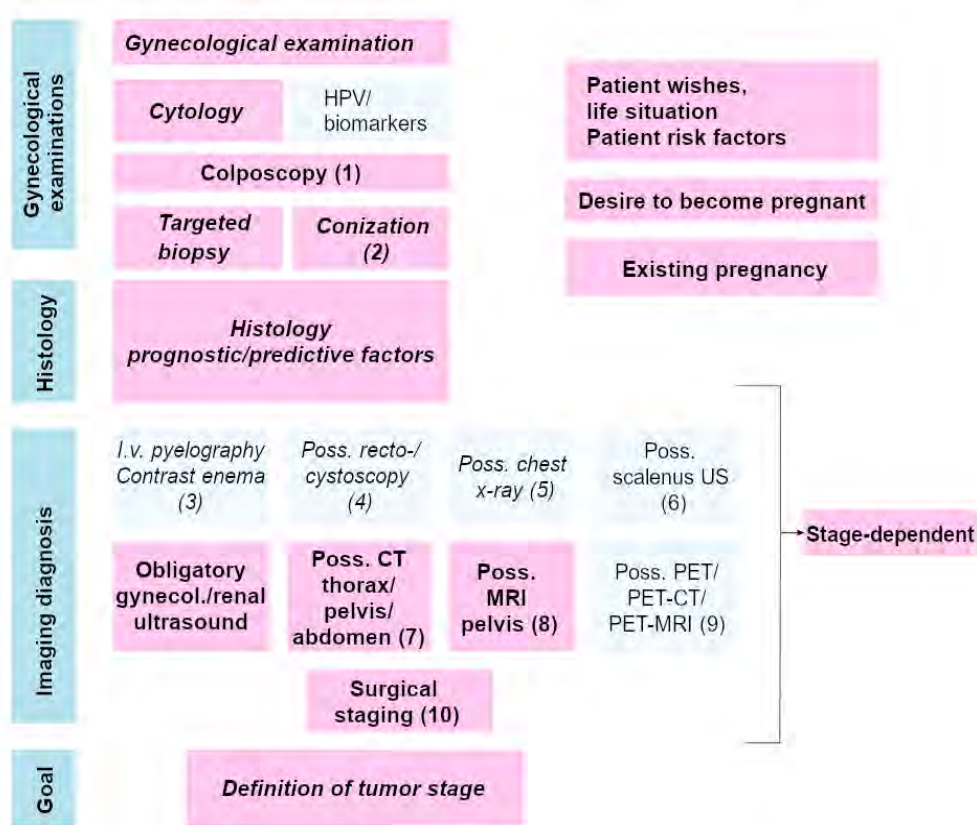 Gynecological
examinations
Gynecological examination
Cytology
HPV/
biomarkers
Colposcopy (1)
Targeted
biopsy
Conization
(2)
Patient wishes,
life situation
Patient risk factors
Desire to become pregnant
Existing pregnancy
Histology
Histology
prognostic/predictive factors
Imaging diagnosis
I.v. pyelography
Contrast enema
(3)
Poss. recto-/
cystoscopy
(4)
Poss. chest
x-ray (5)
Poss.
scalenus US
(6)
Obligatory
gynecol./renal
ultrasound
Poss. CT
thorax/
pelvis/
abdomen (7)
Poss.
MRI
pelvis (8)
Poss. PET/
PET-CT/
PET-MRI (9)
Surgical
staging (10)
Stage-dependent
Goal
Definition of tumor stage